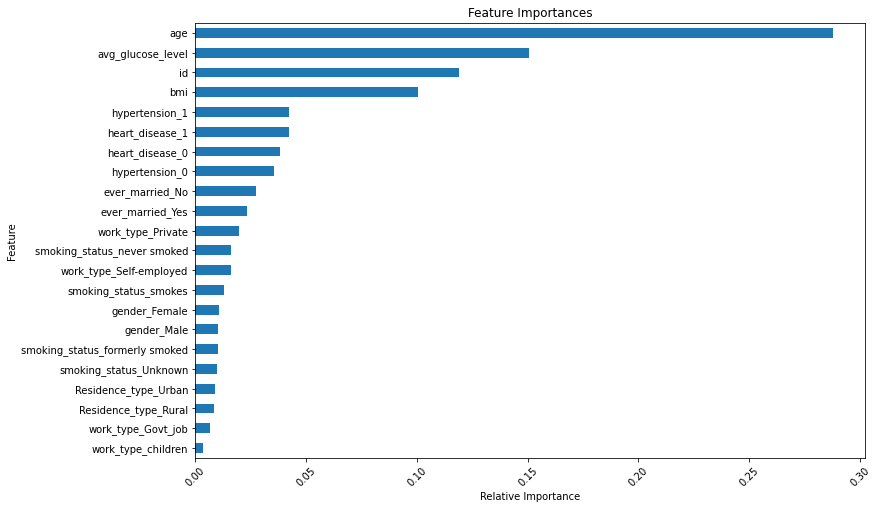 Feature Importances
age
avg_glucose_level
id
bmi
hypertension_1
heart_disease_1
heart_disease_0
hypertension_0
ever_married_No
ever_married_Yes
work_type_Private
smoking_status_never smoked
work_type_Self-employed
smoking_status_smokes
gender_Female
gender_Male
smoking_status_formerly smoked
smoking_status_Unknown
Residence_type_Urban
Residence_type_Rural
work_type_Govt_job
work_type_children
Feature
0.00 0.05 0.10 0.15 0.20 0.25 0.30
Relative Importance